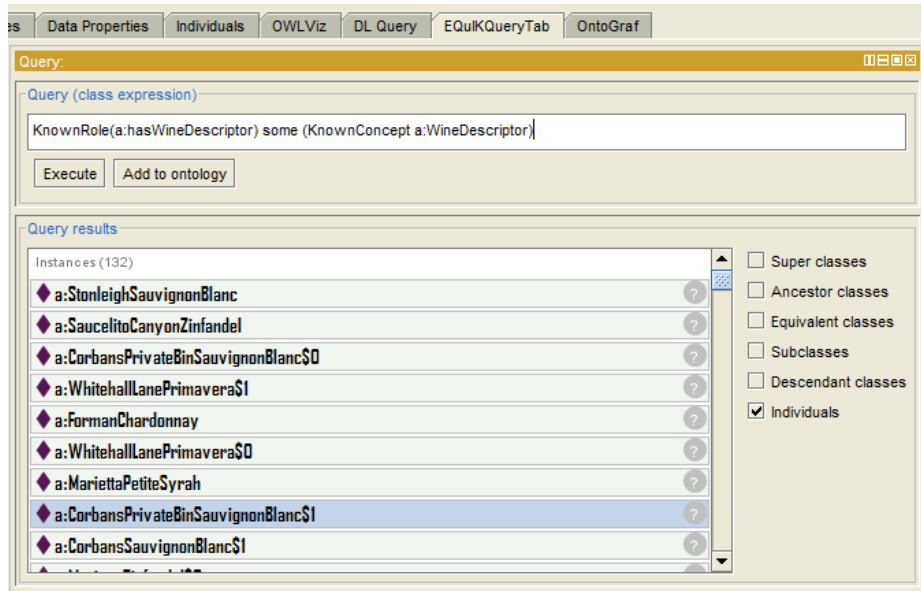 es Data Properties Individuals OWLViz DL Query EQuIKQueryTab OntoGraf
Query:
Query (class expression)
KnownRole(a:hasWineDescriptor) some (KnownConcept a:WineDescriptor)
Execute Add to ontology
Query results
Instances (132)
a:StonleighSauvignonBlanc ?
a:SaucelitoCanyonZinfandel ?
a:CorbansPrivateBinSauvignonBlanc$0 ?
a:WhitehallLanePrimavera$1 ?
a:FormanChardonnay ?
a:WhitehallLanePrimavera$0 ?
a:MariettaPetiteSyrah ?
a:CorbansPrivateBinSauvignonBlanc$1 ?
a:CorbansSauvignonBlanc$1 ?
Super classes
Ancestor classes
Equivalent classes
Subclasses
Descendant classes
Individuals